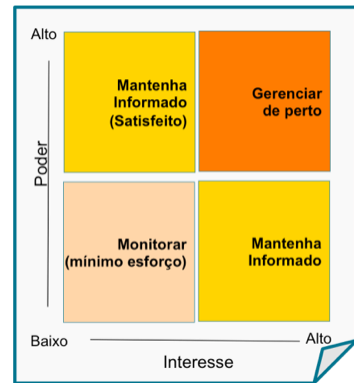 Alto
Mantenha
Informado
(Satisfeito)
Gerenciar
de perto
Poder
Monitorar
(mínimo esforço)
Mantenha
Informado
Baixo
Alto
Interesse